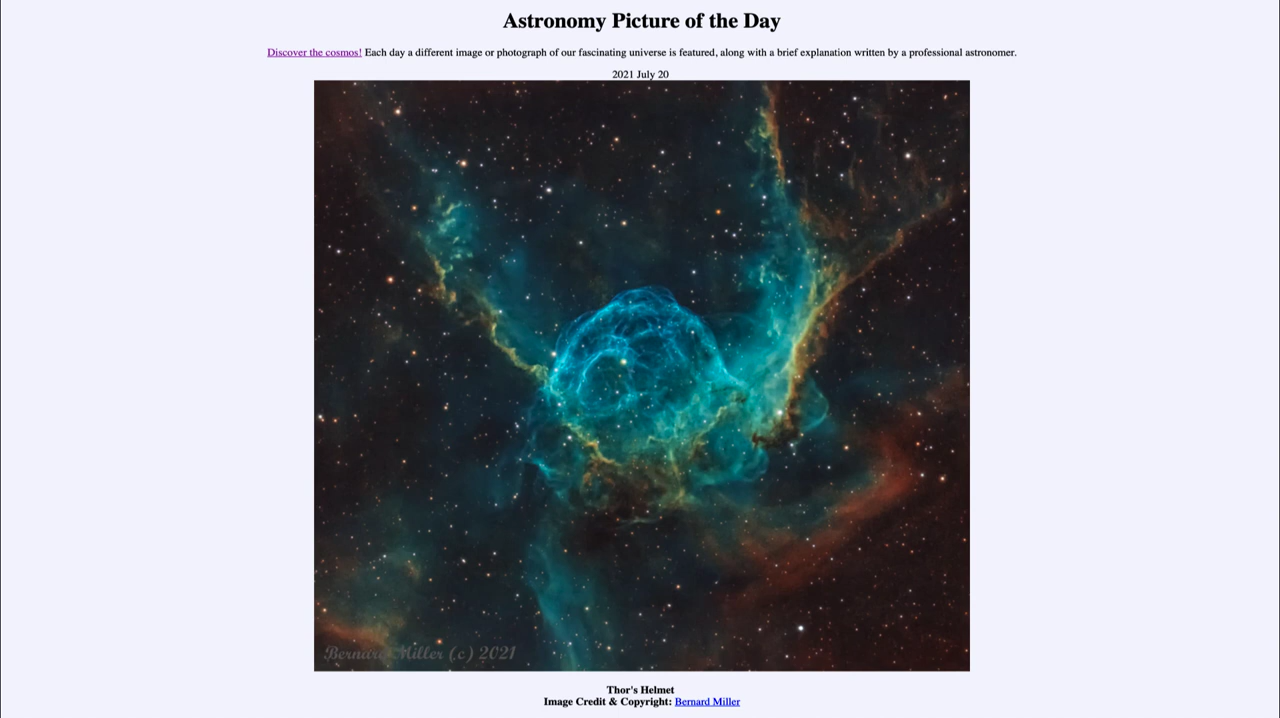 Astronomy Picture of the Day
Discover the cosmos! Each day a different image or photograph of our fascinating universe is featured, along with a brief explanation written by a professional astronomer.
2021 July 20
Bernard Miller (c) 2021
Thor's Helmet
Image Credit & Copyright: Bernard Miller